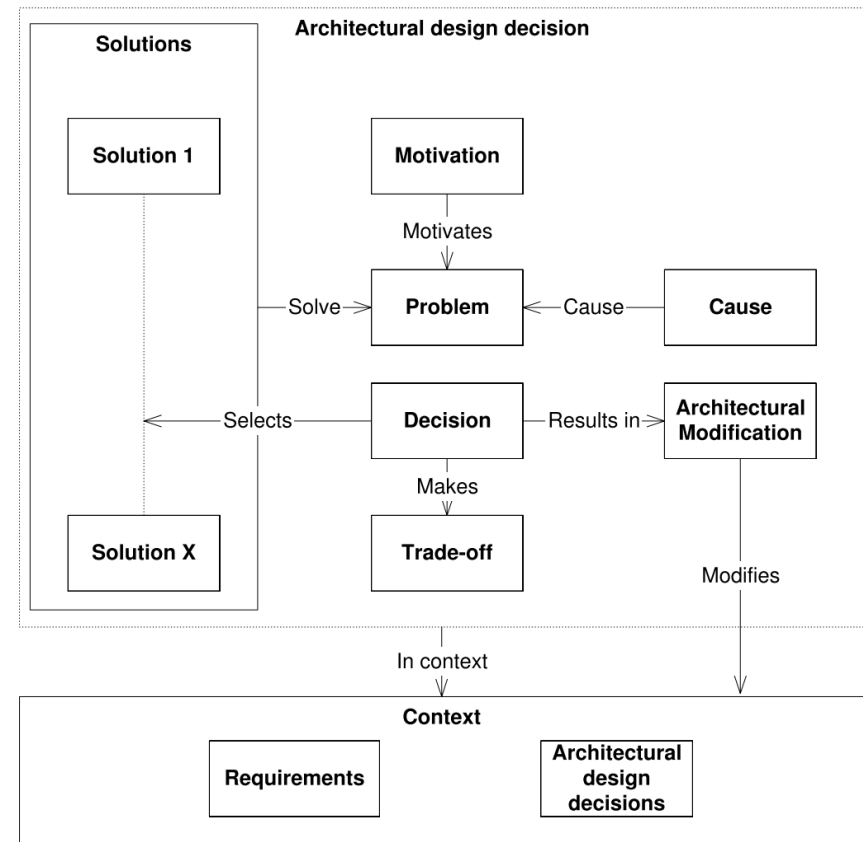 Architectural design decision
Solutions
Solution 1
Motivation
Motivates
Solve
Problem
Cause
Cause
Selects
Decision
Results in
Architectural
Modification
Makes
Solution X
Trade-off
Modifies
In context
Context
Requirements
Architectural
design
decisions